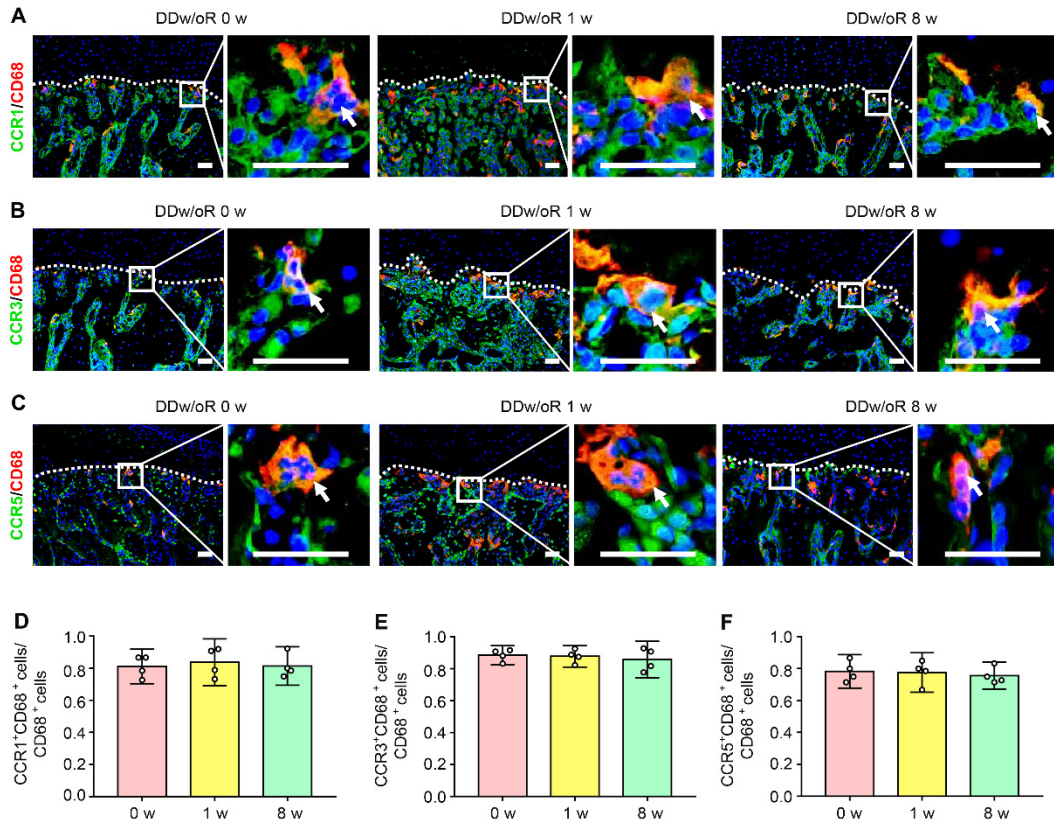 A
DDw/oR 0 w
DDw/oR 1 w
DDw/oR 8 w
CCR1/CD68
B
DDw/oR 0 w
DDw/oR 1 w
DDw/oR 8 w
CCR3/CD68
C
DDw/oR 0 w
DDw/oR 1 w
DDw/oR 8 w
CCR5/CD68
D
CCR1⁺CD68⁺ cells/
CD68⁺ cells
1.0
0.8
0.6
0.4
0.2
0.0
0 w
1 w
8 w
E
CCR3⁺CD68⁺ cells/
CD68⁺ cells
1.0
0.8
0.6
0.4
0.2
0.0
0 w
1 w
8 w
F
CCR5⁺CD68⁺ cells/
CD68⁺ cells
1.0
0.8
0.6
0.4
0.2
0.0
0 w
1 w
8 w